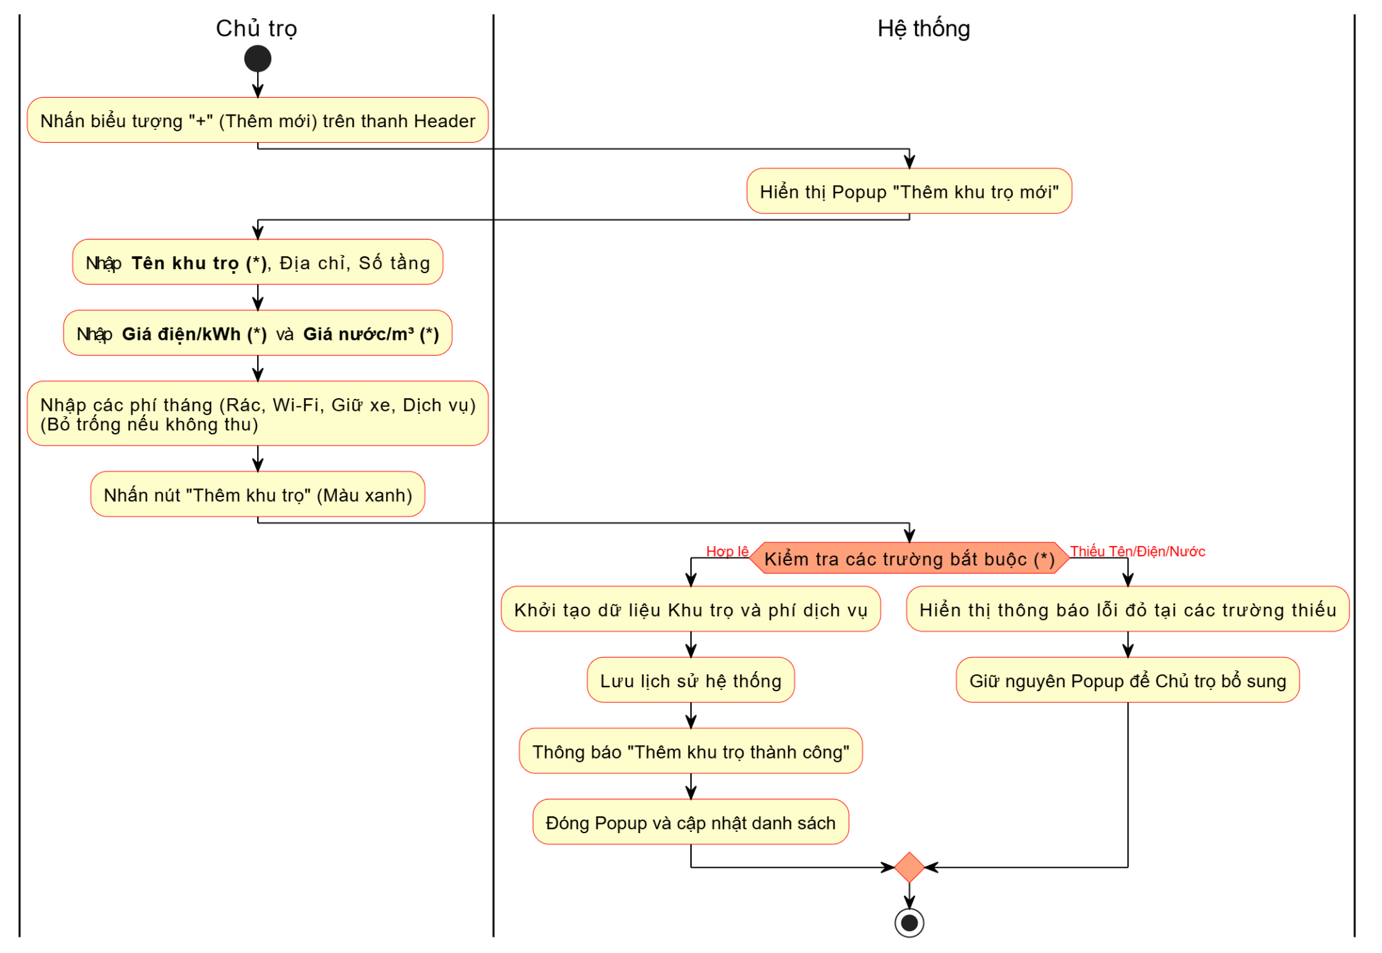 Chủ trọ
Hệ thống
Nhấn biểu tượng "+" (Thêm mới) trên thanh Header
Hiển thị Popup "Thêm khu trọ mới"
Nhập Tên khu trọ (*), Địa chỉ, Số tầng
Nhập Giá điện/kWh (*) và Giá nước/m³ (*)
Nhập các phí tháng (Rác, Wi-Fi, Giữ xe, Dịch vụ)
(Bỏ trống nếu không thu)
Nhấn nút "Thêm khu trọ" (Màu xanh)
Hợp lệ
Kiểm tra các trường bắt buộc (*)
Thiếu Tên/Điện/Nước
Khởi tạo dữ liệu Khu trọ và phí dịch vụ
Hiển thị thông báo lỗi đỏ tại các trường thiếu
Lưu lịch sử hệ thống
Giữ nguyên Popup để Chủ trọ bổ sung
Thông báo "Thêm khu trọ thành công"
Đóng Popup và cập nhật danh sách